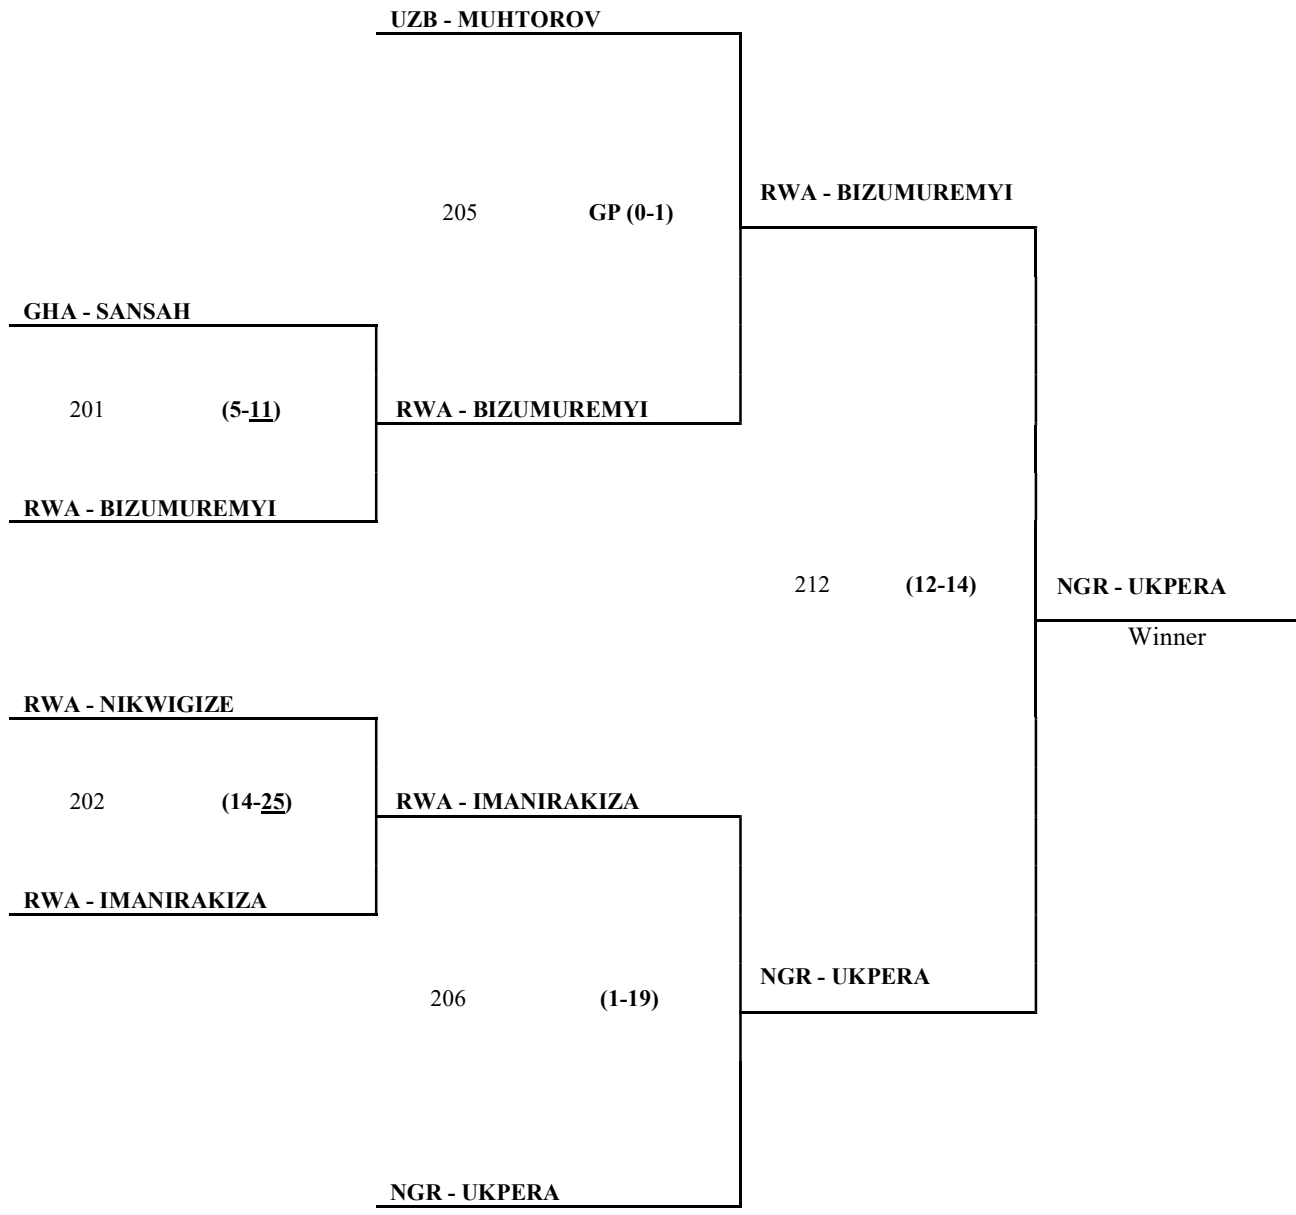 UZB - MUHTOROV
RWA - BIZUMUREMYI
205 GP (0-1)
GHA - SANSAH
201 (5-11) RWA - BIZUMUREMYI
RWA - BIZUMUREMYI
212 (12-14) NGR - UKPERA
Winner
RWA - NIKWIGIZE
202 (14-25) RWA - IMANIRAKIZA
RWA - IMANIRAKIZA
NGR - UKPERA
206 (1-19)
NGR - UKPERA